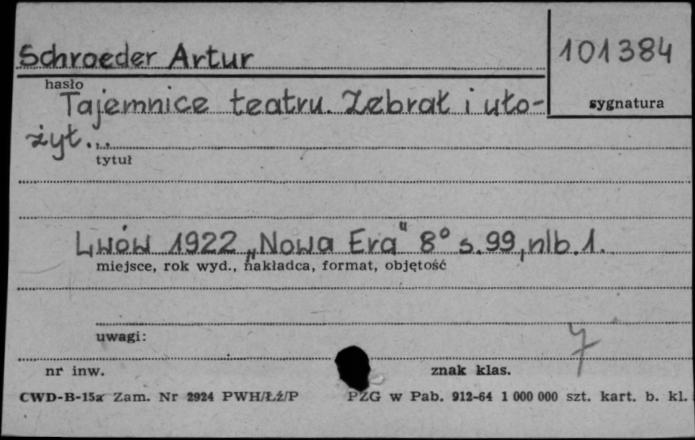 Schroeder Artur
101384
hasło
sygnatura
Tajemnice teatru. Zebrał i uło-
żył...
tytuł
Lwów 1922 „Nowa Era" 8° s. 99, nlb. 1.
miejsce, rok wyd., nakładca, format, objętość
uwagi:
7
nr inw.
znak klas.
CWD-B-15a Zam. Nr 2924 PWH/Łź/P
PZG w Pab. 912-64 1 000 000 szt. kart. b. kl.